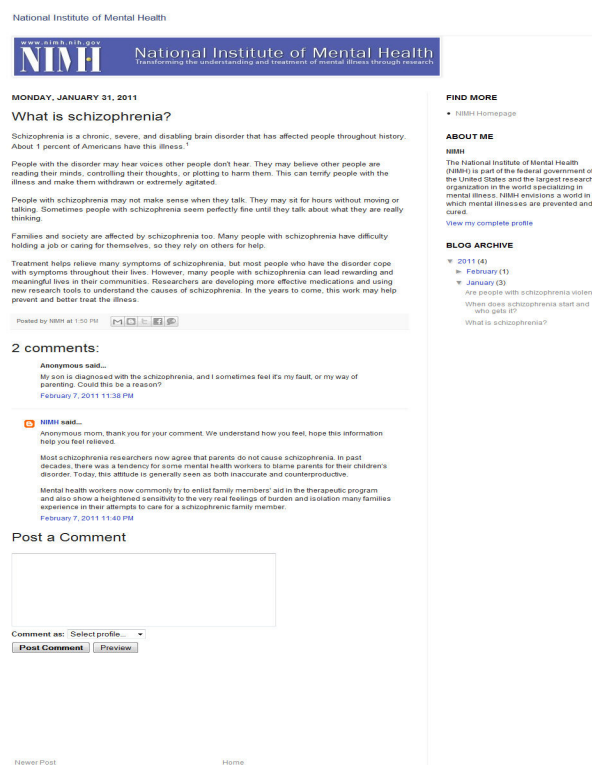 National Institute of Mental Health
www.nimh.nih.gov
NIMH
National Institute of Mental Health
Transforming the understanding and treatment of mental illness through research
MONDAY, JANUARY 31, 2011
What is schizophrenia?
Schizophrenia is a chronic, severe, and disabling brain disorder that has affected people throughout history.
About 1 percent of Americans have this illness.1
People with the disorder may hear voices other people don't hear. They may believe other people are
reading their minds, controlling their thoughts, or plotting to harm them. This can terrify people with the
illness and make them withdrawn or extremely agitated.
People with schizophrenia may not make sense when they talk. They may sit for hours without moving or
talking. Sometimes people with schizophrenia seem perfectly fine until they talk about what they are really
thinking.
Families and society are affected by schizophrenia too. Many people with schizophrenia have difficulty
holding a job or caring for themselves, so they rely on others for help.
Treatment helps relieve many symptoms of schizophrenia, but most people who have the disorder cope
with symptoms throughout their lives. However, many people with schizophrenia can lead rewarding and
meaningful lives in their communities. Researchers are developing more effective medications and using
new research tools to understand the causes of schizophrenia. In the years to come, this work may help
prevent and better treat the illness.
Posted by NIMH at 1:50 PM
2 comments:
Anonymous said...
My son is diagnosed with the schizophrenia, and I sometimes feel it's my fault, or my way of
parenting. Could this be a reason?
February 7, 2011 11:38 PM
NIMH said...
Anonymous mom, thank you for your comment. We understand how you feel, hope this information
help you feel relieved.
Most schizophrenia researchers now agree that parents do not cause schizophrenia. In past
decades, there was a tendency for some mental health workers to blame parents for their children's
disorder. Today, this attitude is generally seen as both inaccurate and counterproductive.
Mental health workers now commonly try to enlist family members' aid in the therapeutic program
and also show a heightened sensitivity to the very real feelings of burden and isolation many families
experience in their attempts to care for a schizophrenic family member.
February 7, 2011 11:40 PM
Post a Comment
Comment as: Select profile...
Post Comment Preview
Newer Post Home
FIND MORE
NIMH Homepage
ABOUT ME
NIMH
The National Institute of Mental Health
(NIMH) is part of the federal government of
the United States and the largest research
organization in the world specializing in
mental illness. NIMH envisions a world in
which mental illnesses are prevented and
cured.
View my complete profile
BLOG ARCHIVE
▼ 2011 (4)
► February (1)
▼ January (3)
Are people with schizophrenia violen
When does schizophrenia start and
who gets it?
What is schizophrenia?